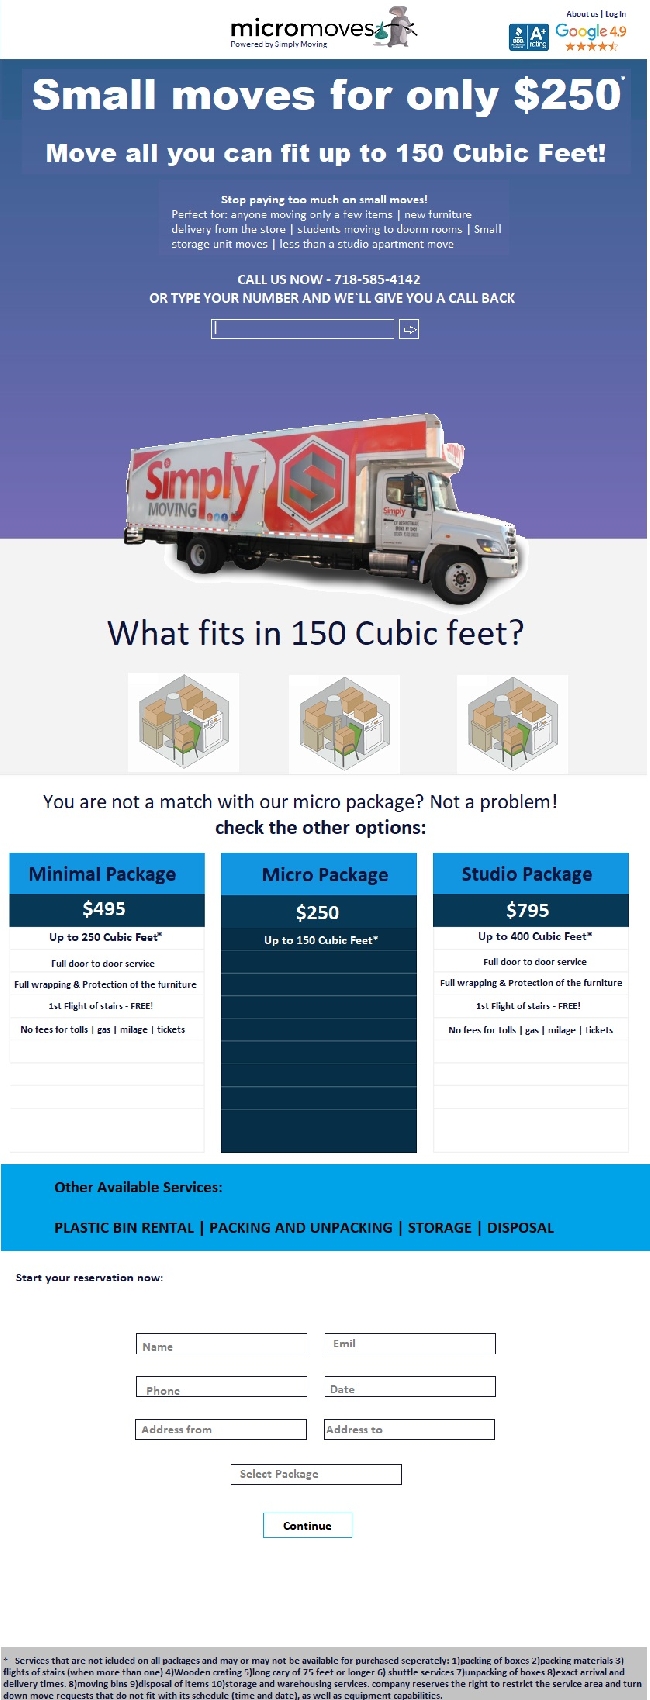 About us | Log In
micromoves
Powered by Simply Moving
BBB
A+
rating
Google 4.9
Small moves for only $250*
Move all you can fit up to 150 Cubic Feet!
Stop paying too much on small moves!
Perfect for: anyone moving only a few items | new furniture
delivery from the store | students moving to doorm rooms | Small
storage unit moves | less than a studio apartment move
CALL US NOW - 718-585-4142
OR TYPE YOUR NUMBER AND WE`LL GIVE YOU A CALL BACK
Simply
MOVING
S
Simply
What fits in 150 Cubic feet?
You are not a match with our micro package? Not a problem!
check the other options:
Minimal Package
$495
Up to 250 Cubic Feet*
Full door to door service
Full wrapping & Protection of the furniture
1st Flight of stairs - FREE!
No fees for tolls | gas | milage | tickets
Micro Package
$250
Up to 150 Cubic Feet*
Studio Package
$795
Up to 400 Cubic Feet*
Full door to door service
Full wrapping & Protection of the furniture
1st Flight of stairs - FREE!
No fees for tolls | gas | milage | tickets
Other Available Services:
PLASTIC BIN RENTAL | PACKING AND UNPACKING | STORAGE | DISPOSAL
Start your reservation now:
Name
Emil
Phone
Date
Address from
Address to
Select Package
Continue
* Services that are not icluded on all packages and may or may not be available for purchased seperately: 1)packing of boxes 2)packing materials 3)
flights of stairs (when more than one) 4)Wooden crating 5)long cary of 75 feet or longer 6) shuttle services 7)unpacking of boxes 8)exact arrival and
delivery times. 8)moving bins 9)disposal of items 10)storage and warehousing services. company reserves the right to restrict the service area and turn
down move requests that do not fit with its schedule (time and date), as well as equipment capabilities.